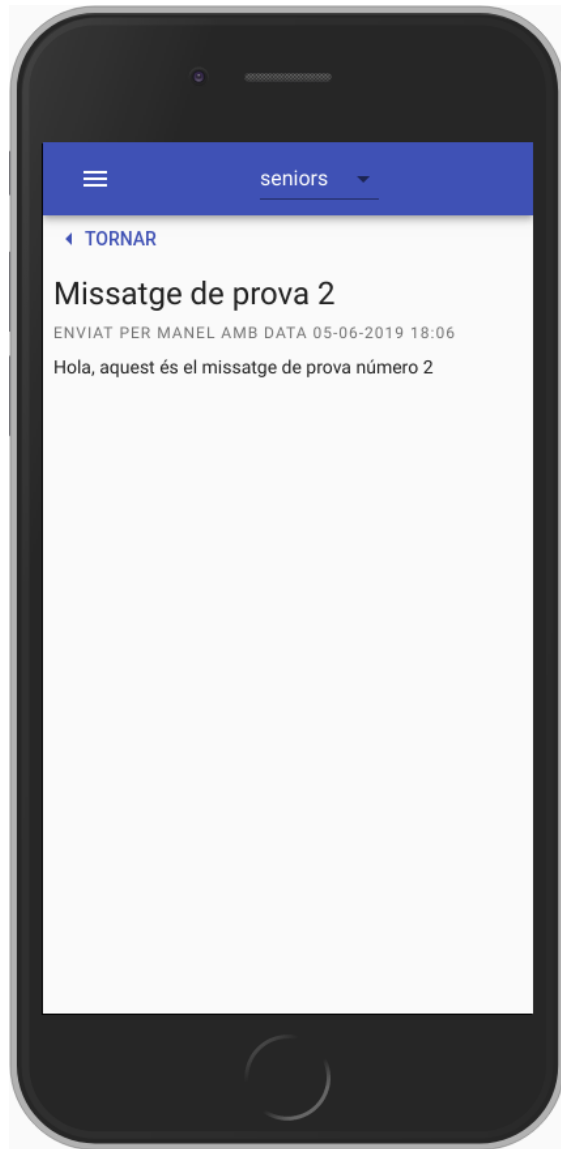 seniors
TORNAR
Missatge de prova 2
ENVIAT PER MANEL AMB DATA 05-06-2019 18:06
Hola, aquest és el missatge de prova número 2